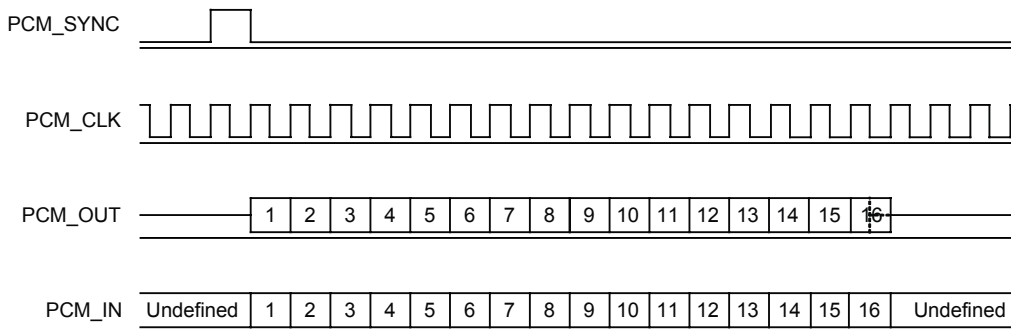 PCM_SYNC
PCM_CLK
PCM_OUT 1 2 3 4 5 6 7 8 9 10 11 12 13 14 15 16
PCM_IN Undefined 1 2 3 4 5 6 7 8 9 10 11 12 13 14 15 16 Undefined